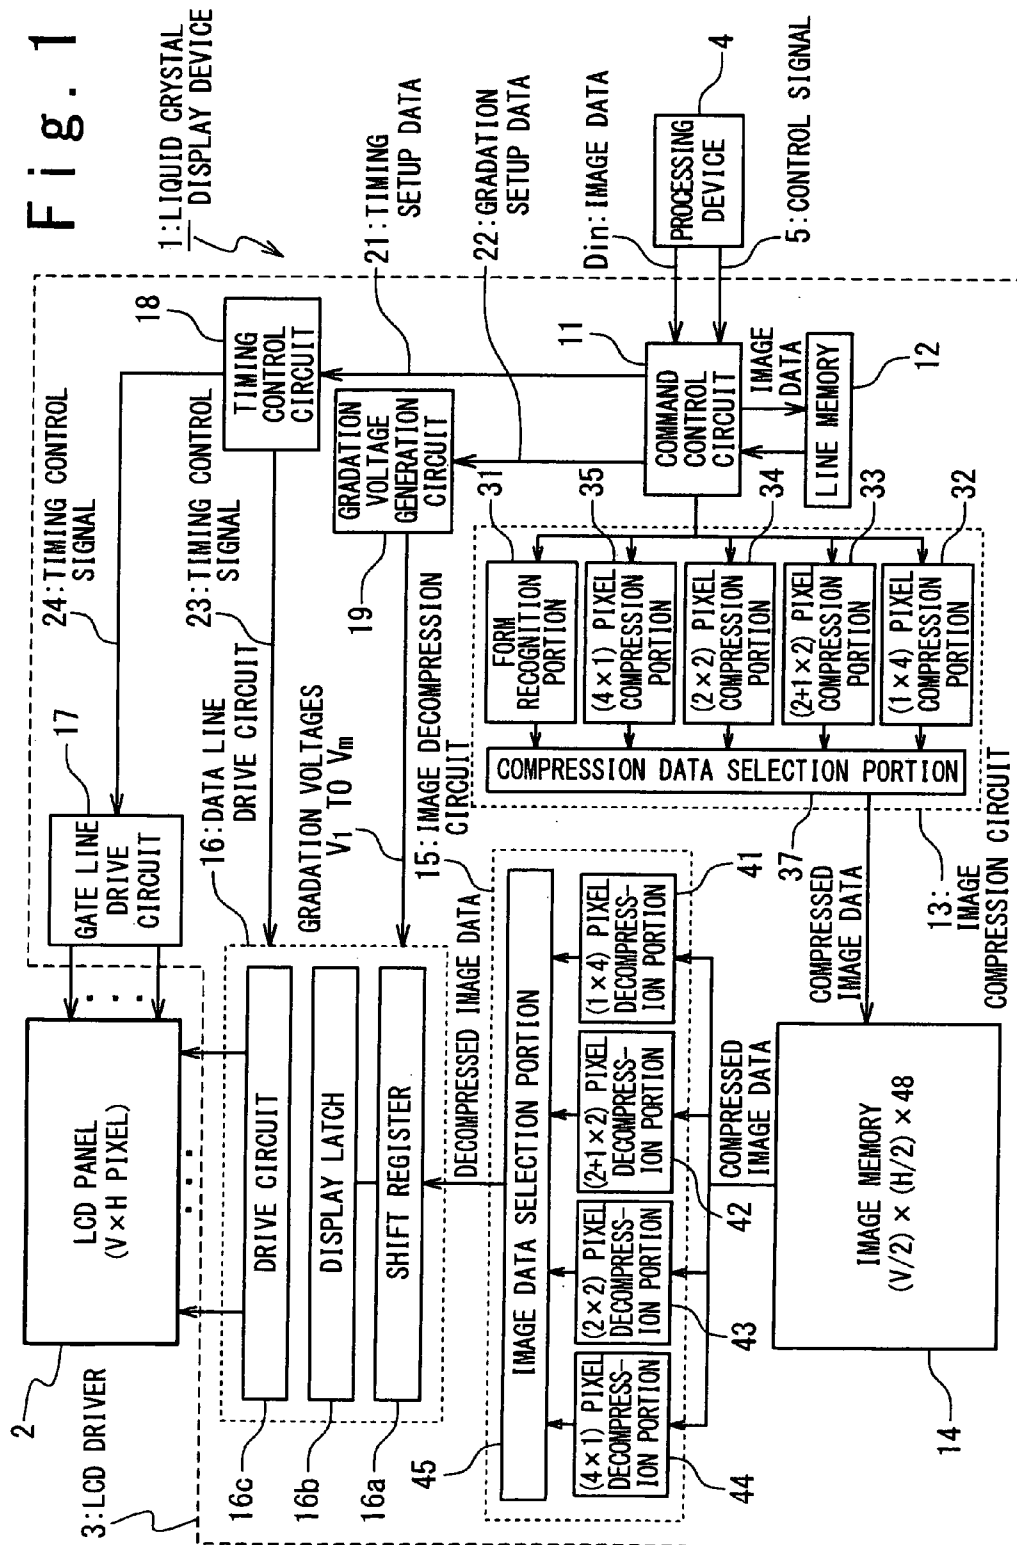 Fig. 1
1:LIQUID CRYSTAL
DISPLAY DEVICE
3:LCD DRIVER
2
LCD PANEL
(V×H PIXEL)
17
GATE LINE
DRIVE
CIRCUIT
24:TIMING CONTROL
SIGNAL
18
TIMING
CONTROL
CIRCUIT
23:TIMING CONTROL
SIGNAL
21:TIMING
SETUP DATA
22:GRADATION
SETUP DATA
16:DATA LINE
DRIVE CIRCUIT
16c
DRIVE CIRCUIT
16b
DISPLAY LATCH
16a
SHIFT REGISTER
GRADATION VOLTAGES
V1 TO Vm
19
GRADATION
VOLTAGE
GENERATION
CIRCUIT
Din:IMAGE DATA
4
PROCESSING
DEVICE
5:CONTROL SIGNAL
11
COMMAND
CONTROL
CIRCUIT
IMAGE
DATA
12
LINE MEMORY
15:IMAGE DECOMPRESSION
CIRCUIT
DECOMPRESSED IMAGE DATA
45
IMAGE DATA SELECTION PORTION
44
(4×1) PIXEL
DECOMPRESS-
ION PORTION
43
(2×2) PIXEL
DECOMPRESS-
ION PORTION
42
(2+1×2) PIXEL
DECOMPRESS-
ION PORTION
41
(1×4) PIXEL
DECOMPRESS-
ION PORTION
COMPRESSED
IMAGE DATA
31
FORM
RECOGNITION
PORTION
35
(4×1) PIXEL
COMPRESSION
PORTION
34
(2×2) PIXEL
COMPRESSION
PORTION
33
(2+1×2) PIXEL
COMPRESSION
PORTION
32
(1×4) PIXEL
COMPRESSION
PORTION
COMPRESSION DATA SELECTION PORTION
37
13:
IMAGE
COMPRESSION CIRCUIT
COMPRESSED
IMAGE DATA
14
IMAGE MEMORY
(V/2)×(H/2)×48